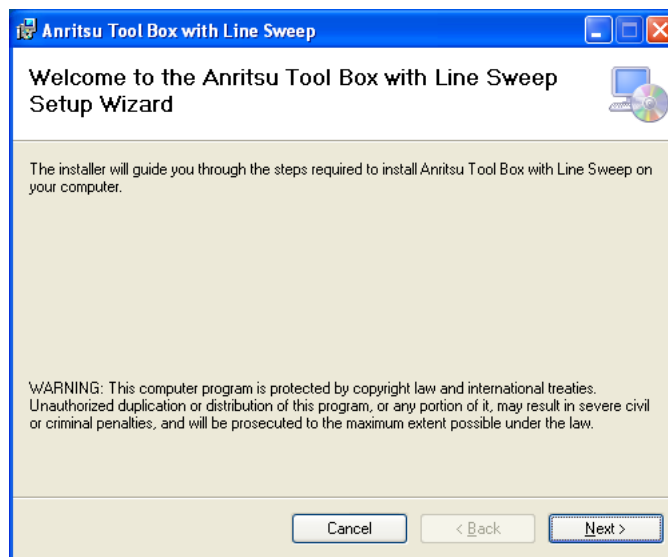 Anritsu Tool Box with Line Sweep
Welcome to the Anritsu Tool Box with Line Sweep
Setup Wizard
The installer will guide you through the steps required to install Anritsu Tool Box with Line Sweep on
your computer.
WARNING: This computer program is protected by copyright law and international treaties.
Unauthorized duplication or distribution of this program, or any portion of it, may result in severe civil
or criminal penalties, and will be prosecuted to the maximum extent possible under the law.
Cancel < Back Next >